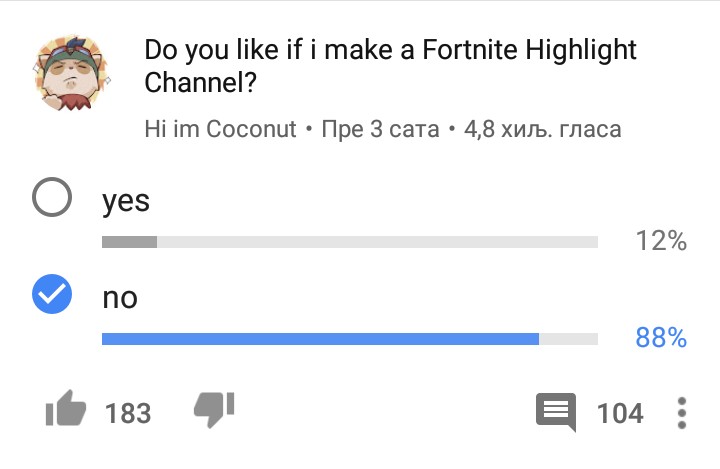 Do you like if i make a Fortnite Highlight
Channel?
Hi im Coconut • Пре 3 сата • 4,8 хиљ. гласа
yes
12%
no
88%
183
104